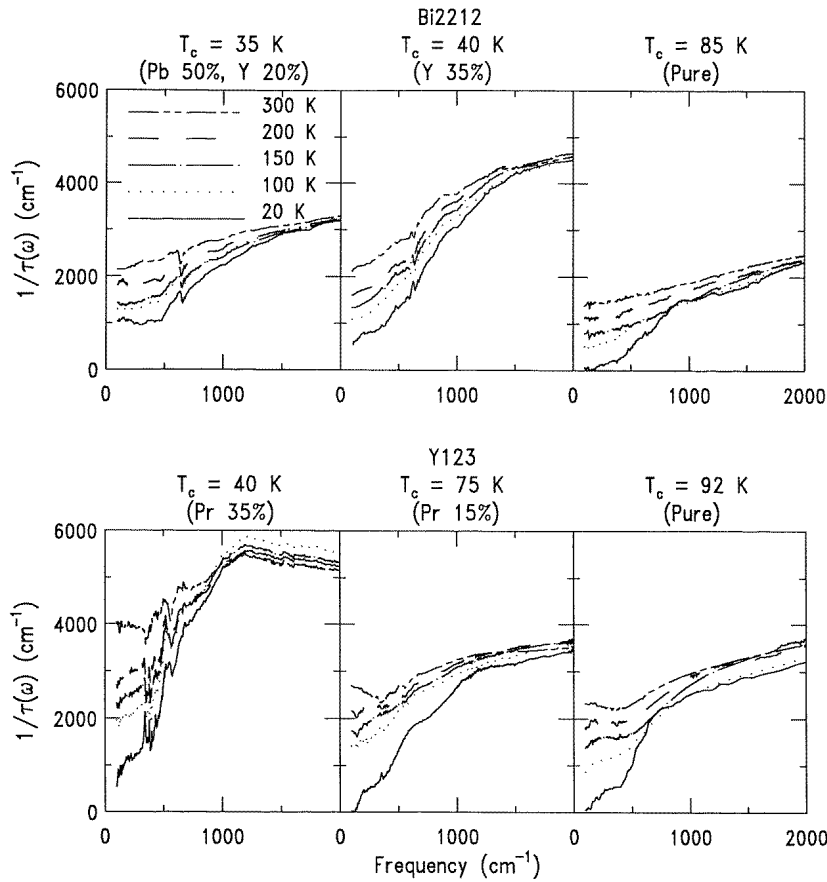 Bi2212
T_c = 35 K
(Pb 50%, Y 20%)
T_c = 40 K
(Y 35%)
T_c = 85 K
(Pure)
6000
4000
2000
0
1/τ(ω) (cm⁻¹)
300 K
200 K
150 K
100 K
20 K
0
1000
0
1000
0
1000
2000
Y123
T_c = 40 K
(Pr 35%)
T_c = 75 K
(Pr 15%)
T_c = 92 K
(Pure)
6000
4000
2000
0
1/τ(ω) (cm⁻¹)
0
1000
0
1000
0
1000
2000
Frequency (cm⁻¹)